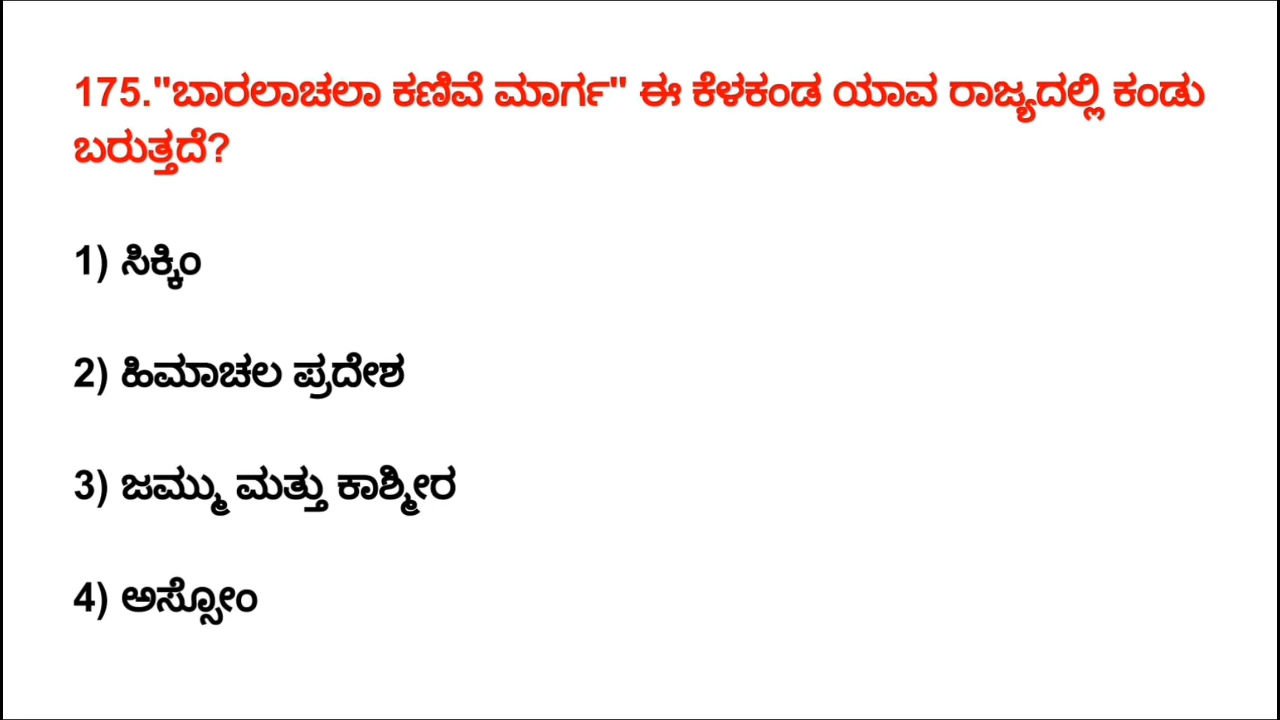 175."ಬಾರಲಾಚಲಾ ಕಣಿವೆ ಮಾರ್ಗ" ಈ ಕೆಳಕಂಡ ಯಾವ ರಾಜ್ಯದಲ್ಲಿ ಕಂಡು
ಬರುತ್ತದೆ?
1) ಸಿಕ್ಕಿಂ
2) ಹಿಮಾಚಲ ಪ್ರದೇಶ
3) ಜಮ್ಮು ಮತ್ತು ಕಾಶ್ಮೀರ
4) ಅಸ್ಸೋಂ